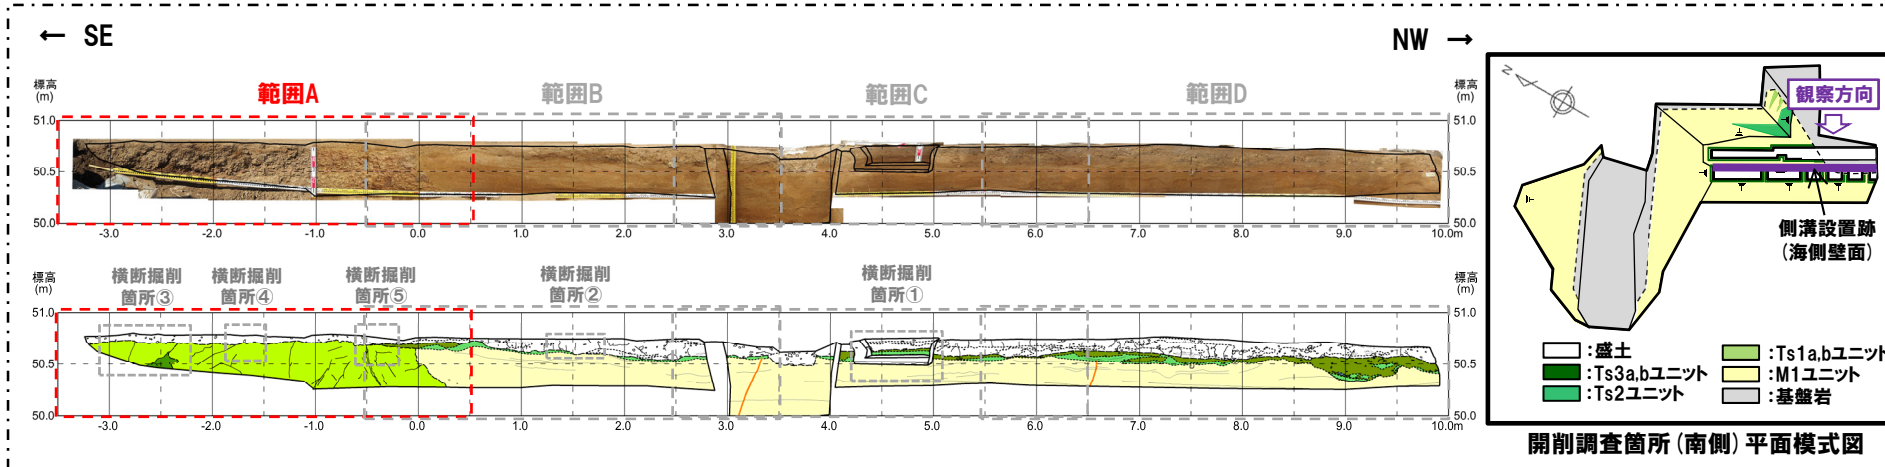 ← SE
NW →
標高
(m)
範囲A
範囲B
範囲C
範囲D
標高
(m)
51.0
50.5
50.0
51.0
50.5
50.0
-3.0 -2.0 -1.0 0.0 1.0 2.0 3.0 4.0 5.0 6.0 7.0 8.0 9.0 10.0m
標高
(m)
横断掘削
箇所③
横断掘削
箇所④
横断掘削
箇所⑤
横断掘削
箇所②
横断掘削
箇所①
標高
(m)
51.0
50.5
50.0
51.0
50.5
50.0
-3.0 -2.0 -1.0 0.0 1.0 2.0 3.0 4.0 5.0 6.0 7.0 8.0 9.0 10.0m
N
観察方向
側溝設置跡
(海側壁面)
:盛土
:Ts3a,bユニット
:Ts2ユニット
:Ts1a,bユニット
:M1ユニット
:基盤岩
開削調査箇所(南側)平面模式図